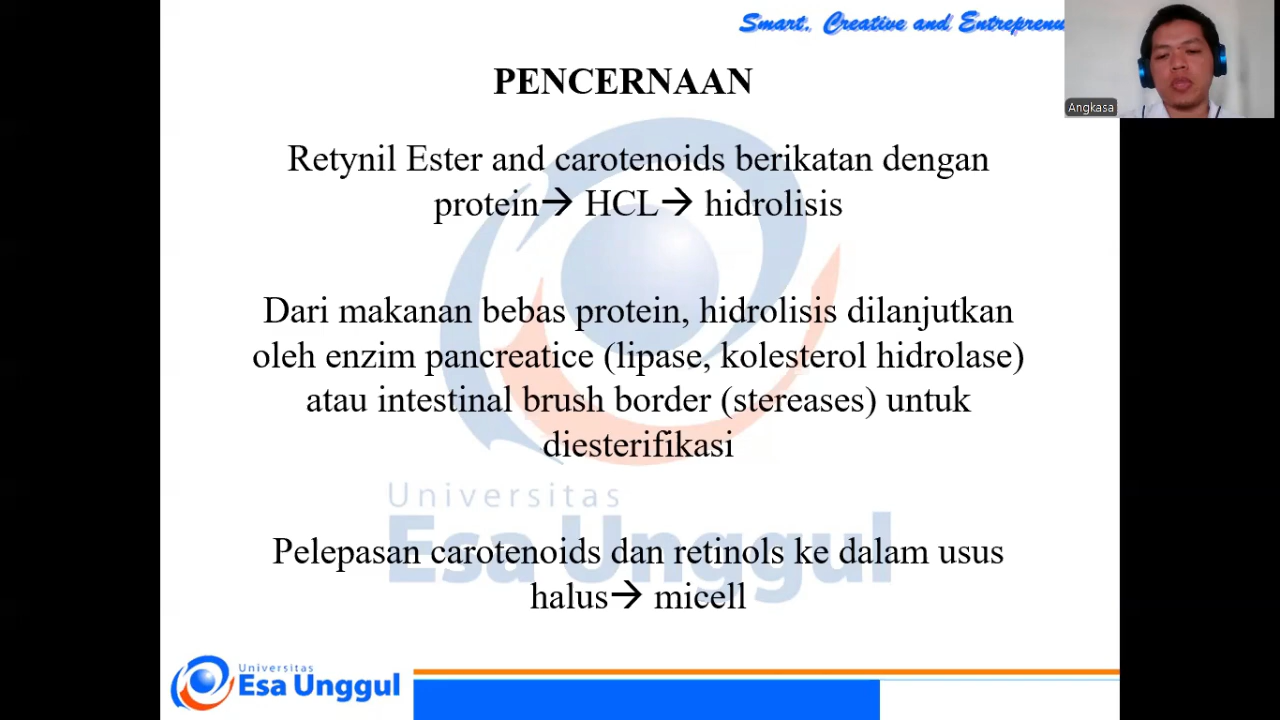 Smart, Creative and
Angkasa
PENCERNAAN
Retynil Ester and carotenoids berikatan dengan
protein→ HCL→ hidrolisis
Dari makanan bebas protein, hidrolisis dilanjutkan
oleh enzim pancreatice (lipase, kolesterol hidrolase)
atau intestinal brush border (stereases) untuk
diesterifikasi
Universitas
Esa Unggul
Pelepasan carotenoids dan retinols ke dalam usus
halus→ micell
Universitas
Esa Unggul